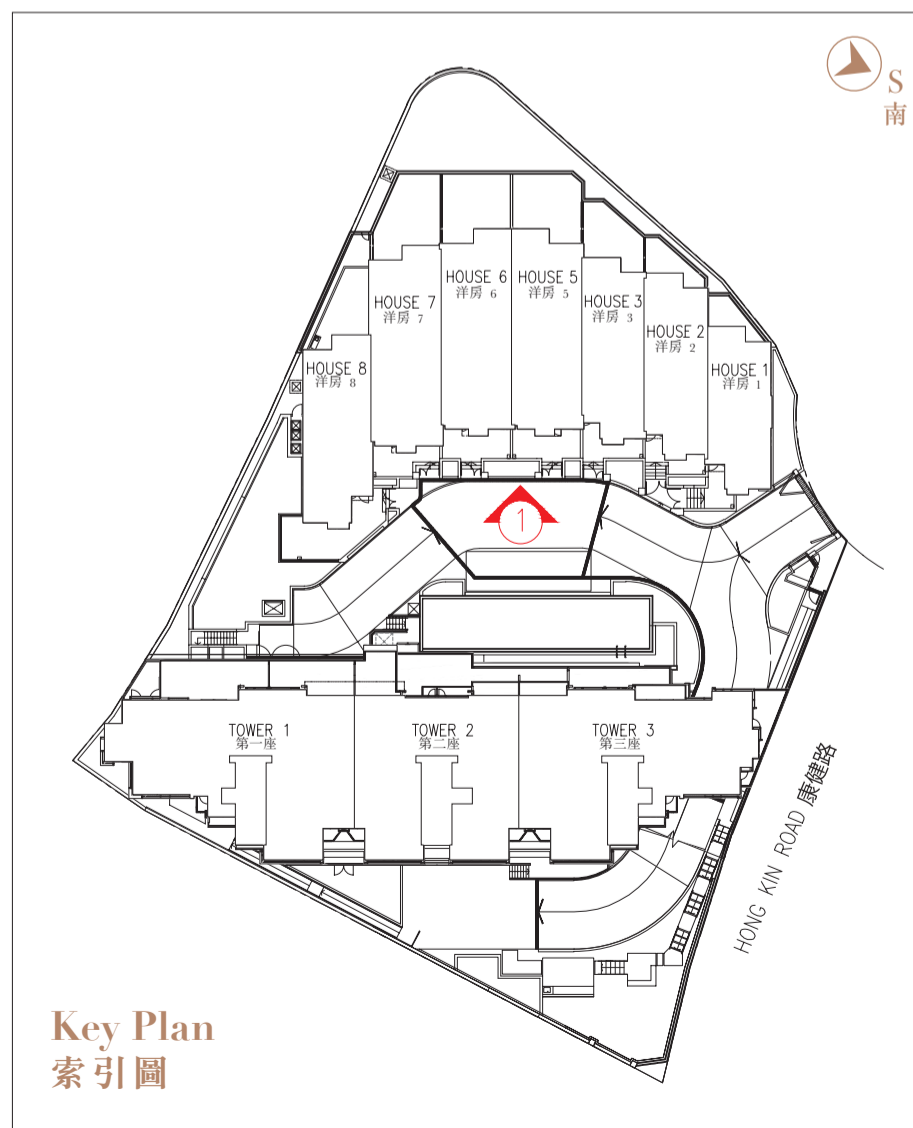 S
南
HOUSE 6
洋房 6
HOUSE 5
洋房 5
HOUSE 7
洋房 7
HOUSE 3
洋房 3
HOUSE 2
洋房 2
HOUSE 8
洋房 8
HOUSE 1
洋房 1
1
TOWER 1
第一座
TOWER 2
第二座
TOWER 3
第三座
HONG KIN ROAD 康健路
Key Plan
索引圖